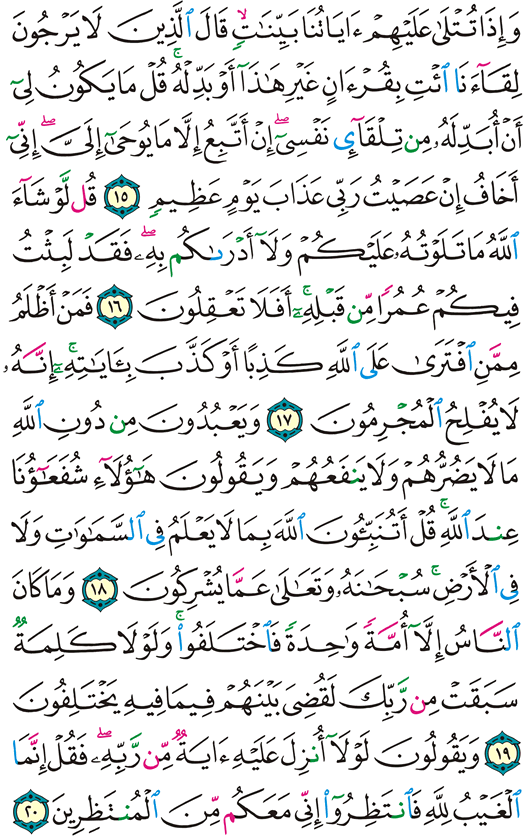 وَإِذَا تُتْلَىٰ عَلَيْهِمْ ءَايَاتُنَا بَيِّنَٰتٍۙ قَالَ ٱلَّذِينَ لَا يَرْجُونَ
لِقَآءَنَا ٱئْتِ بِقُرْءَانٍ غَيْرِ هَٰذَآ أَوْ بَدِّلْهُۚ قُلْ مَا يَكُونُ لِىٓ
أَنْ أُبَدِّلَهُۥ مِن تِلْقَآئِ نَفْسِىٓۖ إِنْ أَتَّبِعُ إِلَّا مَا يُوحَىٰٓ إِلَىَّۖ إِنِّىٓ
أَخَافُ إِنْ عَصَيْتُ رَبِّى عَذَابَ يَوْمٍ عَظِيمٍ ١٥ قُل لَّوْ شَآءَ
ٱللَّهُ مَا تَلَوْتُهُۥ عَلَيْكُمْ وَلَآ أَدْرَىٰكُم بِهِۦۖ فَقَدْ لَبِثْتُ
فِيكُمْ عُمُرًا مِّن قَبْلِهِۦٓۚ أَفَلَا تَعْقِلُونَ ١٦ فَمَنْ أَظْلَمُ
مِمَّنِ ٱفْتَرَىٰ عَلَى ٱللَّهِ كَذِبًا أَوْ كَذَّبَ بِـَٔايَٰتِهِۦٓۚ إِنَّهُۥ
لَا يُفْلِحُ ٱلْمُجْرِمُونَ ١٧ وَيَعْبُدُونَ مِن دُونِ ٱللَّهِ
مَا لَا يَضُرُّهُمْ وَلَا يَنفَعُهُمْ وَيَقُولُونَ هَٰٓؤُلَآءِ شُفَعَٰٓؤُنَا
عِندَ ٱللَّهِۚ قُلْ أَتُنَبِّـُٔونَ ٱللَّهَ بِمَا لَا يَعْلَمُ فِى ٱلسَّمَٰوَٰتِ وَلَا
فِى ٱلْأَرْضِۚ سُبْحَٰنَهُۥ وَتَعَٰلَىٰ عَمَّا يُشْرِكُونَ ١٨ وَمَا كَانَ
ٱلنَّاسُ إِلَّآ أُمَّةً وَٰحِدَةً فَٱخْتَلَفُوا۟ۚ وَلَوْلَا كَلِمَةٌ
سَبَقَتْ مِن رَّبِّكَ لَقُضِىَ بَيْنَهُمْ فِيمَا فِيهِ يَخْتَلِفُونَ
١٩ وَيَقُولُونَ لَوْلَآ أُنزِلَ عَلَيْهِ ءَايَةٌ مِّن رَّبِّهِۦۖ فَقُلْ إِنَّمَا
ٱلْغَيْبُ لِلَّهِ فَٱنتَظِرُوٓا۟ إِنِّى مَعَكُم مِّنَ ٱلْمُنتَظِرِينَ ٢٠